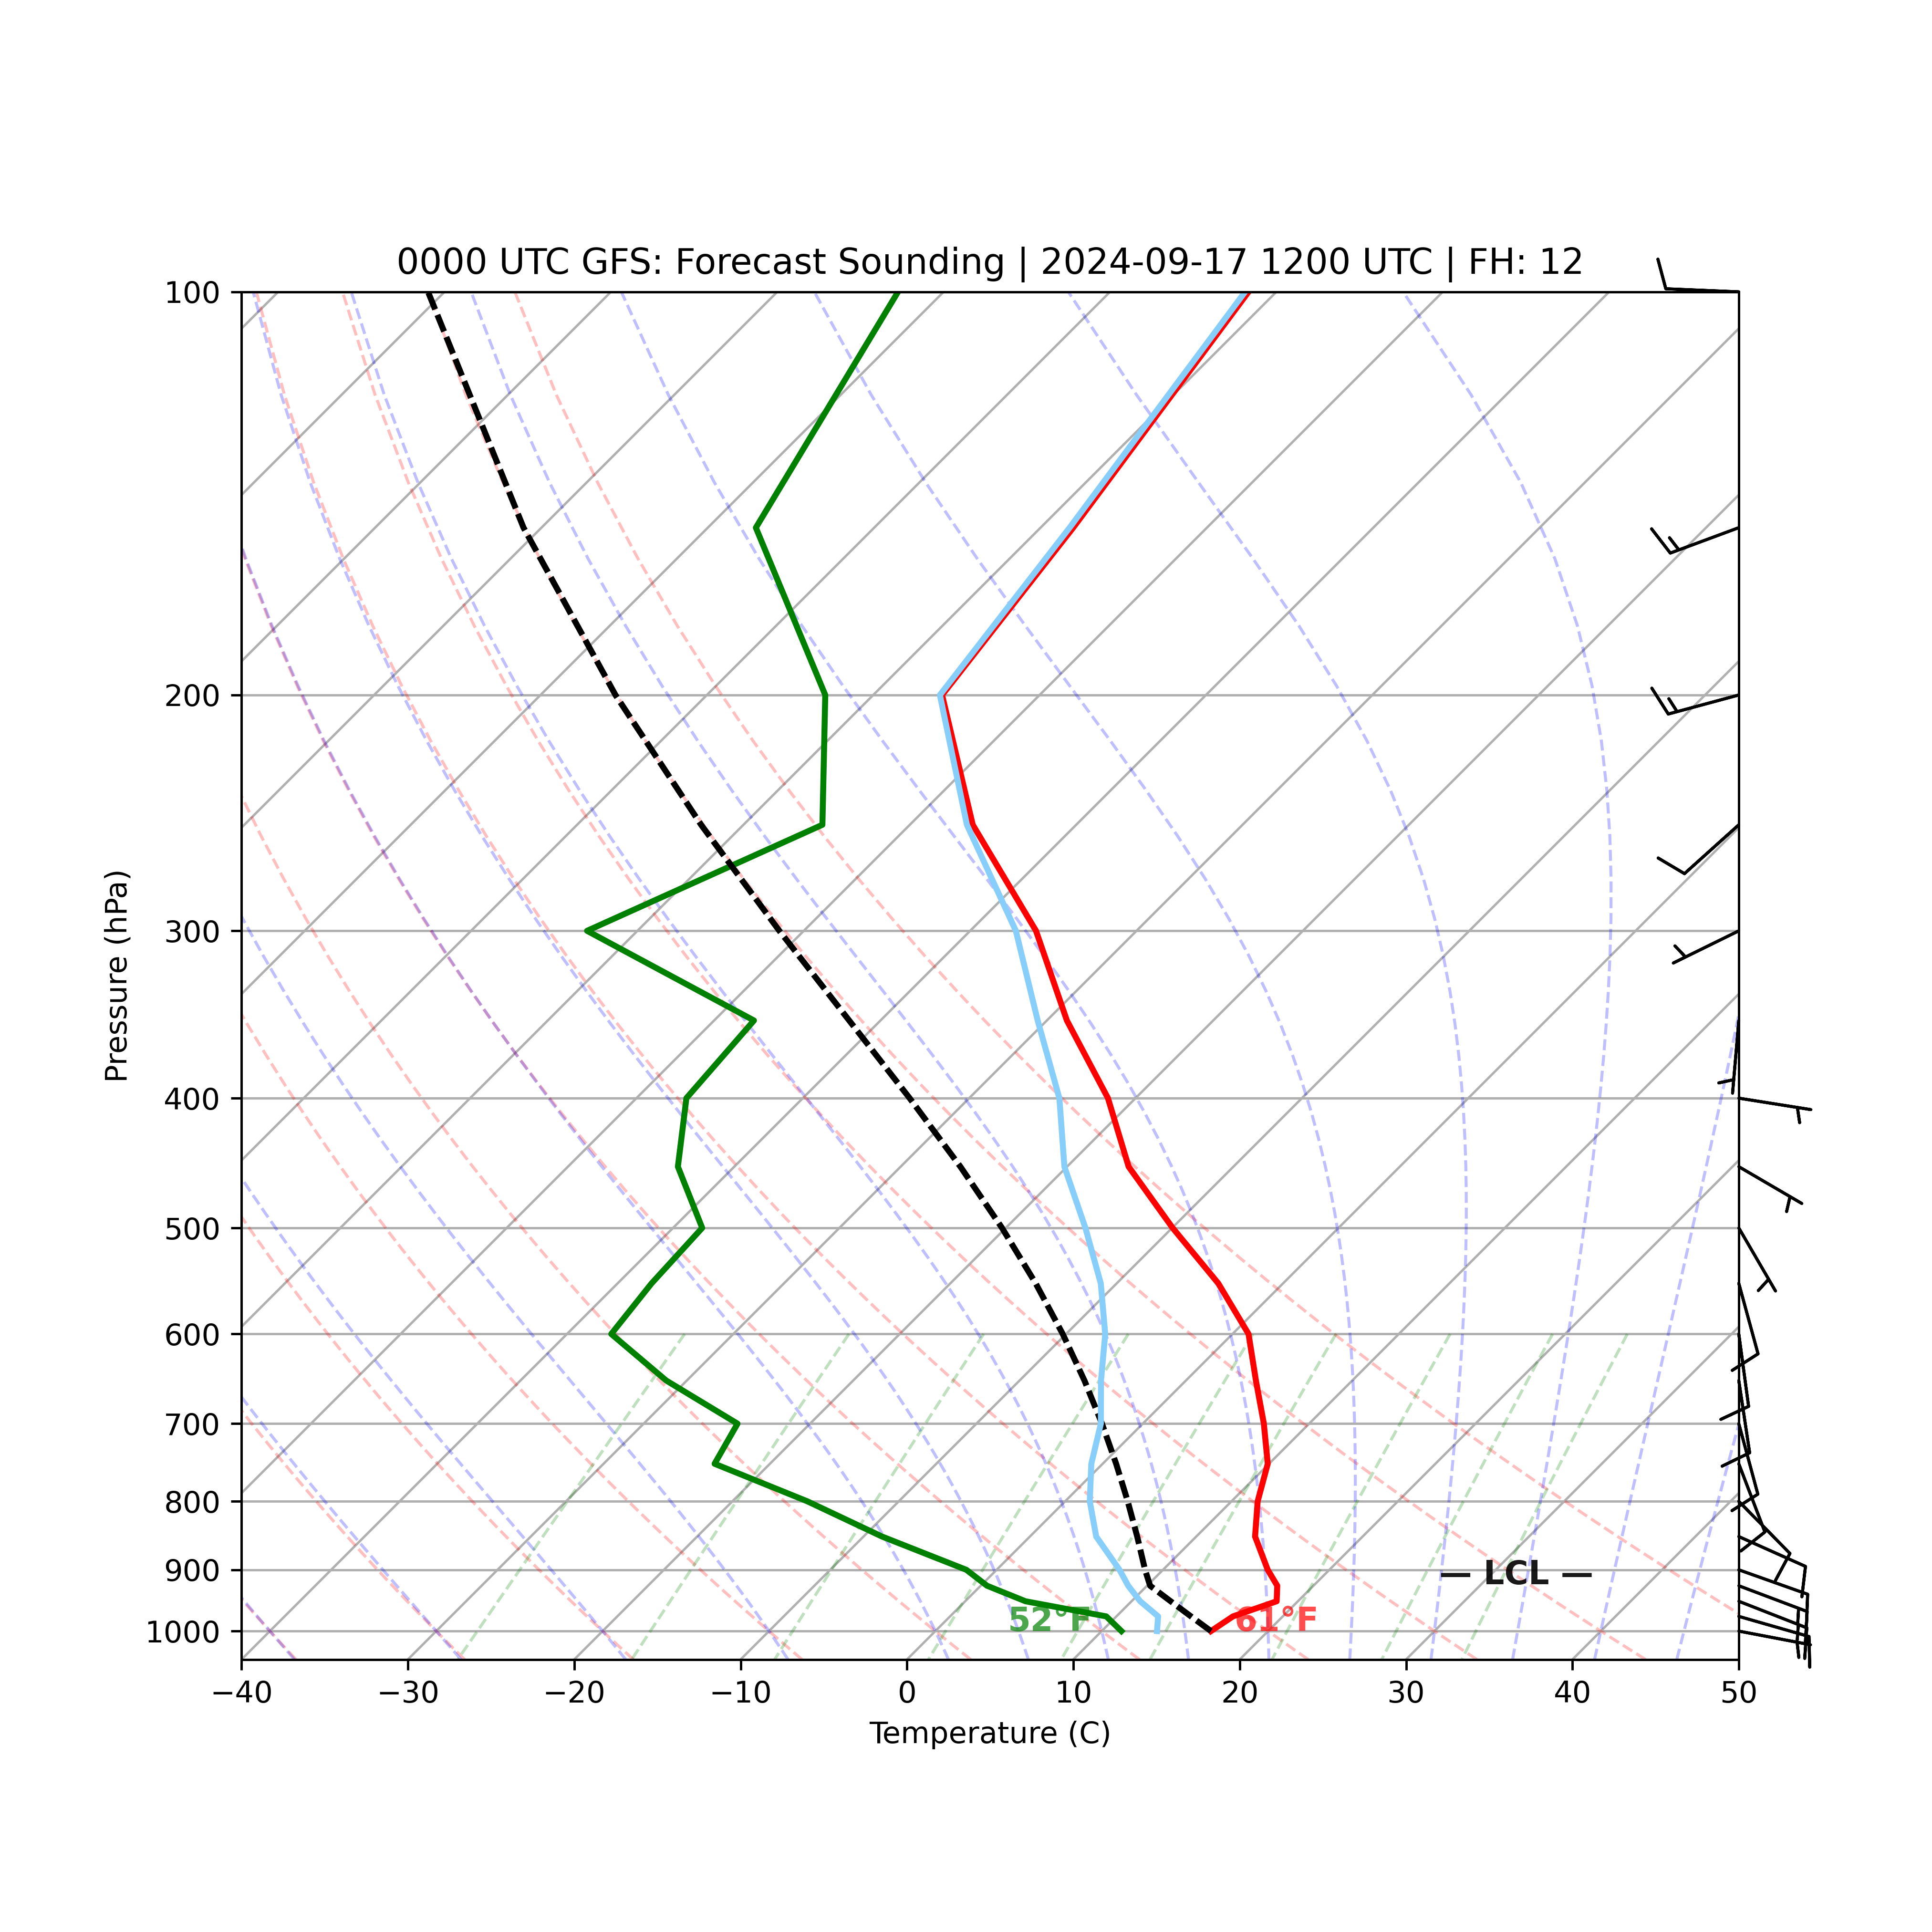 0000 UTC GFS: Forecast Sounding | 2024-09-17 1200 UTC | FH: 12
100
200
300
400
500
600
700
800
900
1000
Pressure (hPa)
— LCL —
52°F
61°F
−40 −30 −20 −10 0 10 20 30 40 50
Temperature (C)